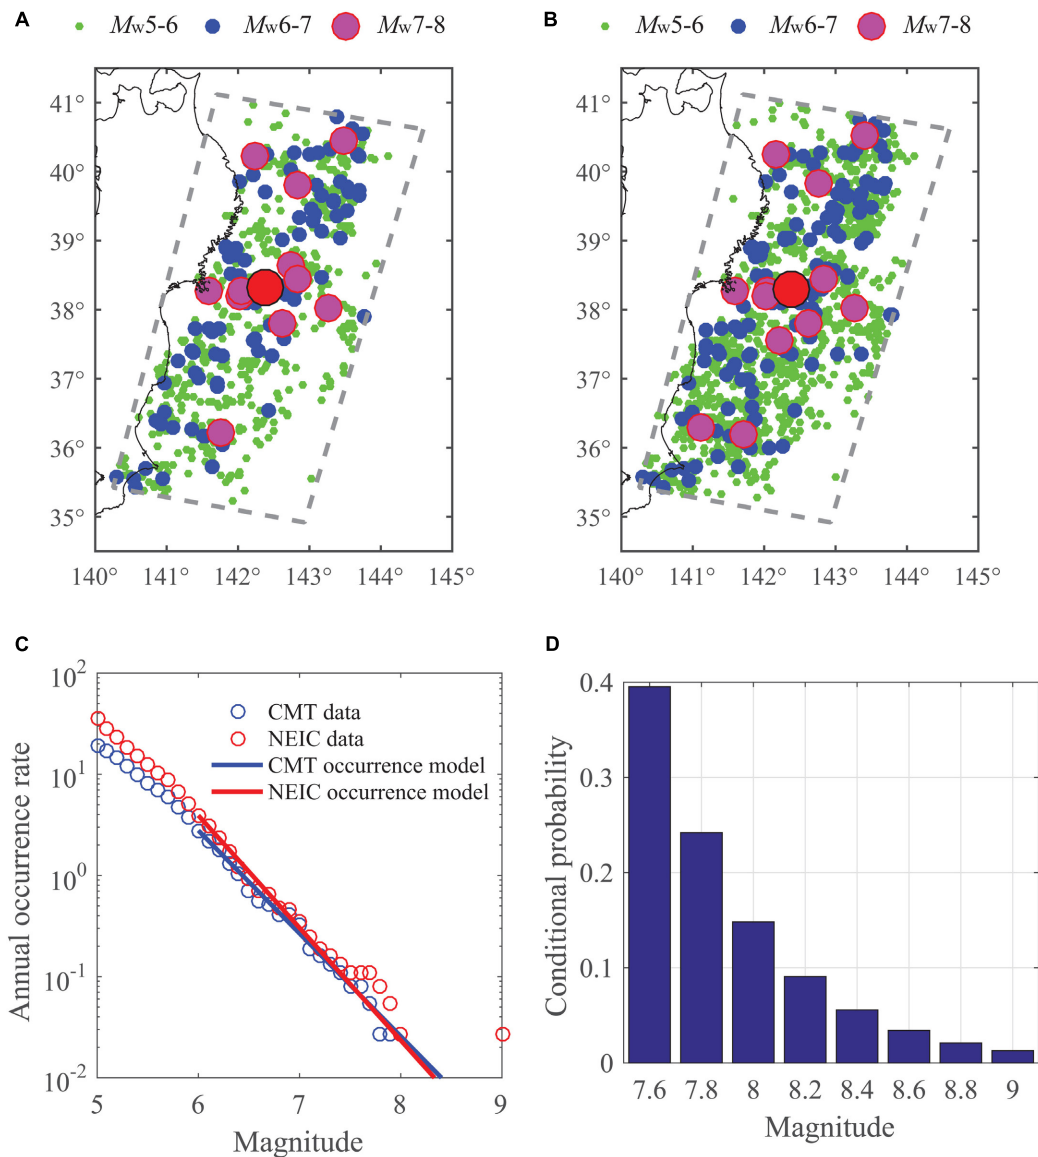 A
Mw5-6 Mw6-7 Mw7-8
41°
40°
39°
38°
37°
36°
35°
140° 141° 142° 143° 144° 145°
B
Mw5-6 Mw6-7 Mw7-8
41°
40°
39°
38°
37°
36°
35°
140° 141° 142° 143° 144° 145°
C
Annual occurrence rate
10^2
10^1
10^0
10^-1
10^-2
CMT data
NEIC data
CMT occurrence model
NEIC occurrence model
5 6 7 8 9
Magnitude
D
Conditional probability
0.4
0.3
0.2
0.1
0
7.6 7.8 8 8.2 8.4 8.6 8.8 9
Magnitude